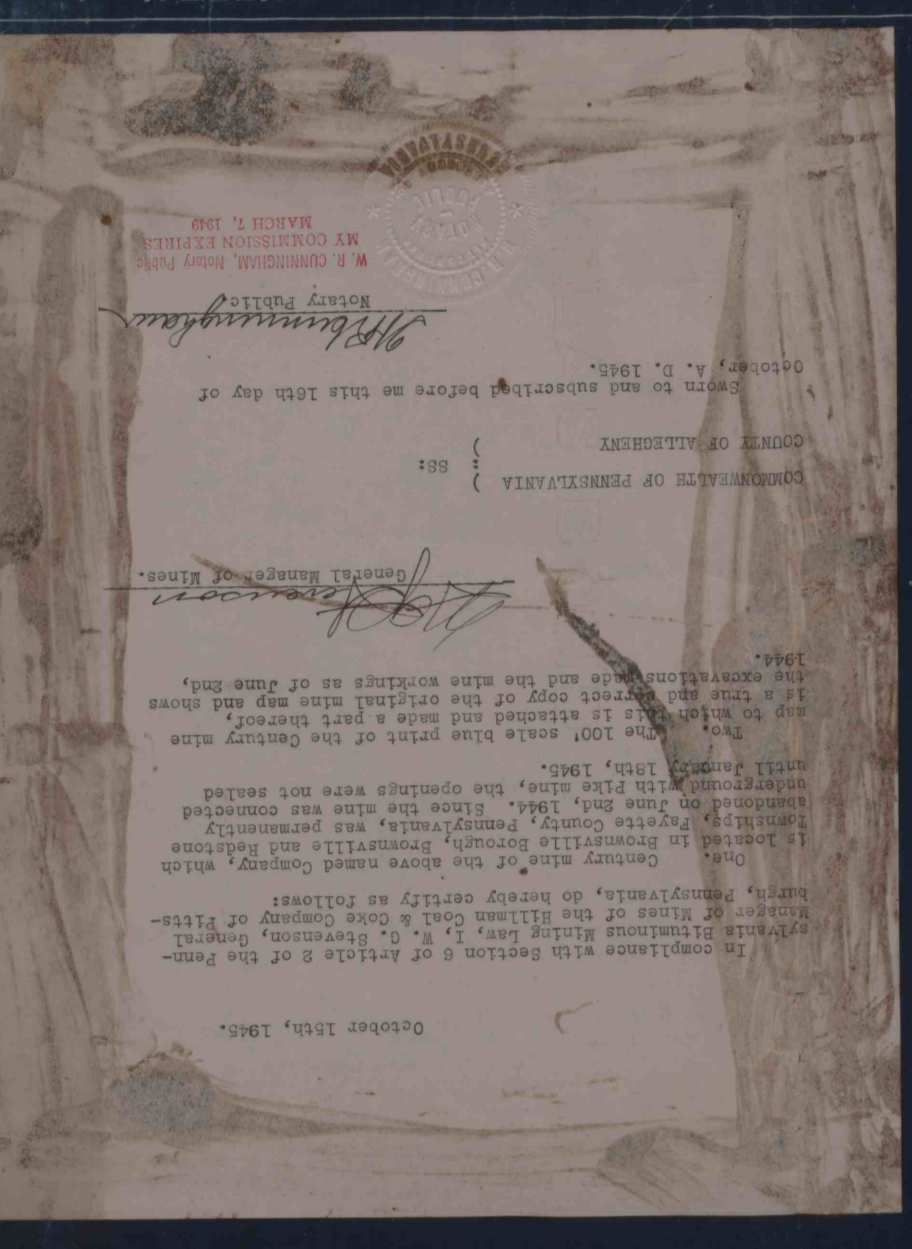 October 15th, 1945.
In compliance with Section 6 of Article 2 of the Penn-
sylvania Bituminous Mining Law, I, W. G. Stevenson, General
Manager of Mines of the Hillman Coal & Coke Company of Pitts-
burgh, Pennsylvania, do hereby certify as follows:
One. Century mine of the above named Company, which
is located in Brownsville Borough, Brownsville and Redstone
Townships, Fayette County, Pennsylvania, was permanently
abandoned on June 2nd, 1944. Since the mine was connected
underground with Pike mine, the openings were not sealed
until January 18th, 1945.
Two. The 100' scale blue print of the Century mine
map to which this is attached and made a part thereof,
is a true and correct copy of the original mine map and shows
the excavations made and the mine workings as of June 2nd,
1944.
W G Stevenson
General Manager of Mines.
COMMONWEALTH OF PENNSYLVANIA )
: SS:
COUNTY OF ALLEGHENY )
Sworn to and subscribed before me this 16th day of
October, A. D. 1945.
W R Cunningham
Notary Public
W. R. CUNNINGHAM, Notary Public
MY COMMISSION EXPIRES
MARCH 7, 1949
W. R. CUNNINGHAM
NOTARY
PUBLIC
PENNSYLVANIA